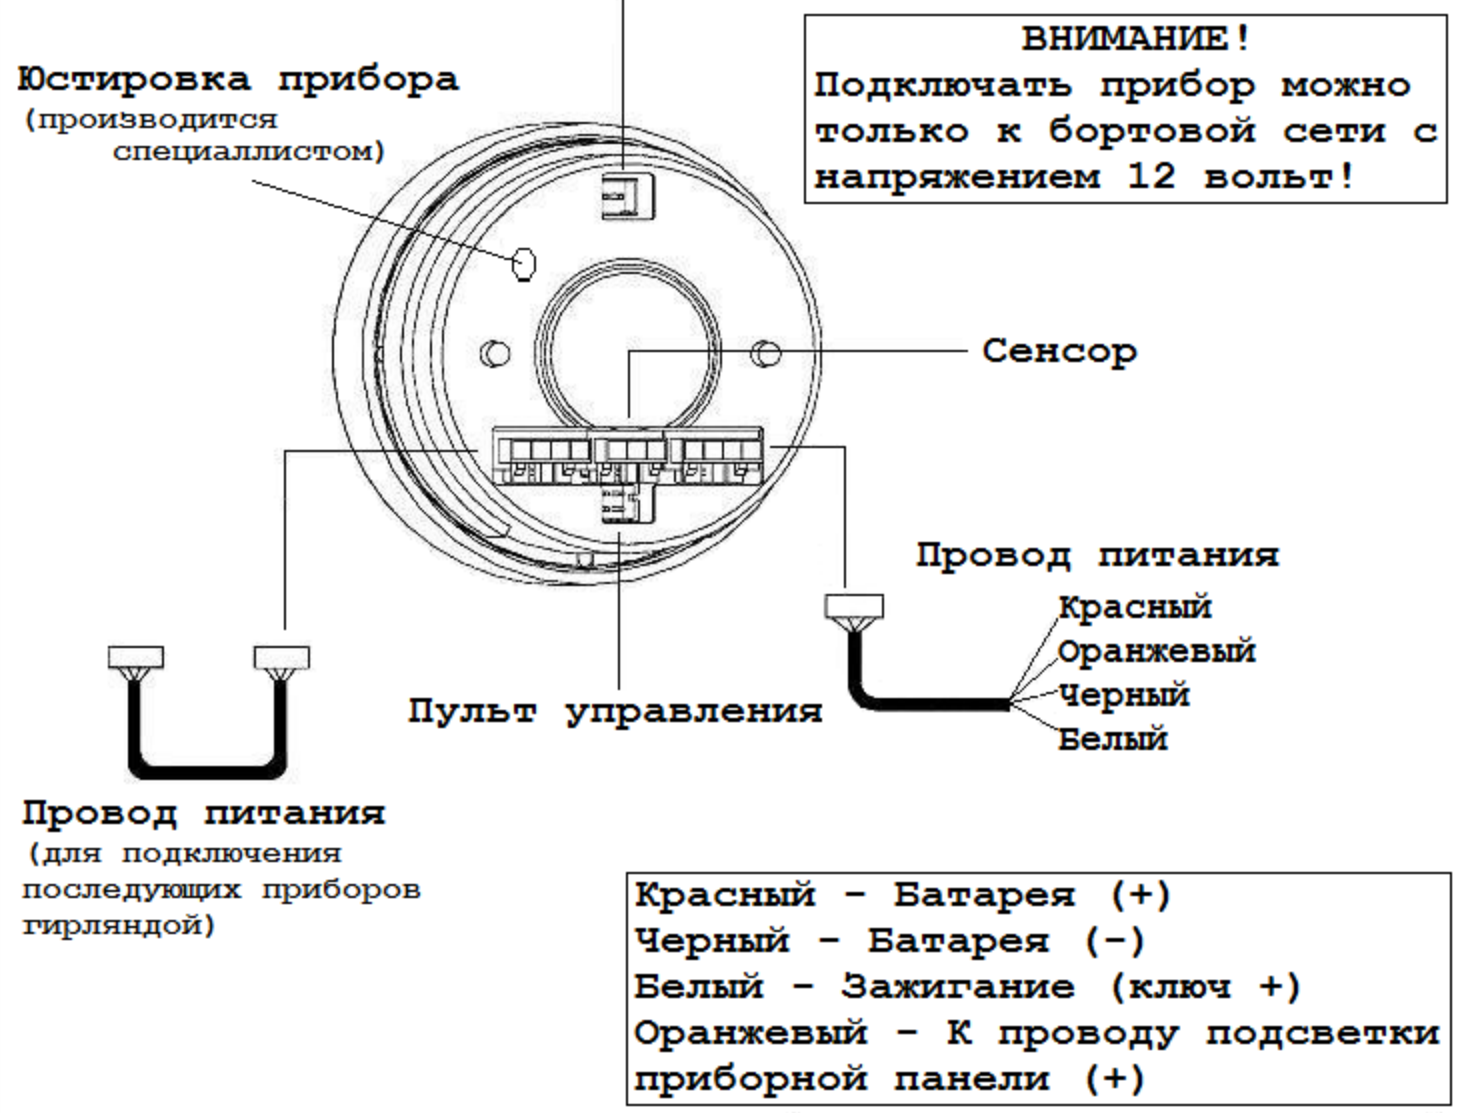 ВНИМАНИЕ!
Подключать прибор можно
только к бортовой сети с
напряжением 12 вольт!
Юстировка прибора
(производится
специаллистом)
Сенсор
Провод питания
Красный
Оранжевый
Черный
Белый
Пульт управления
Провод питания
(для подключения
последующих приборов
гирляндой)
Красный - Батарея (+)
Черный - Батарея (-)
Белый - Зажигание (ключ +)
Оранжевый - К проводу подсветки
приборной панели (+)